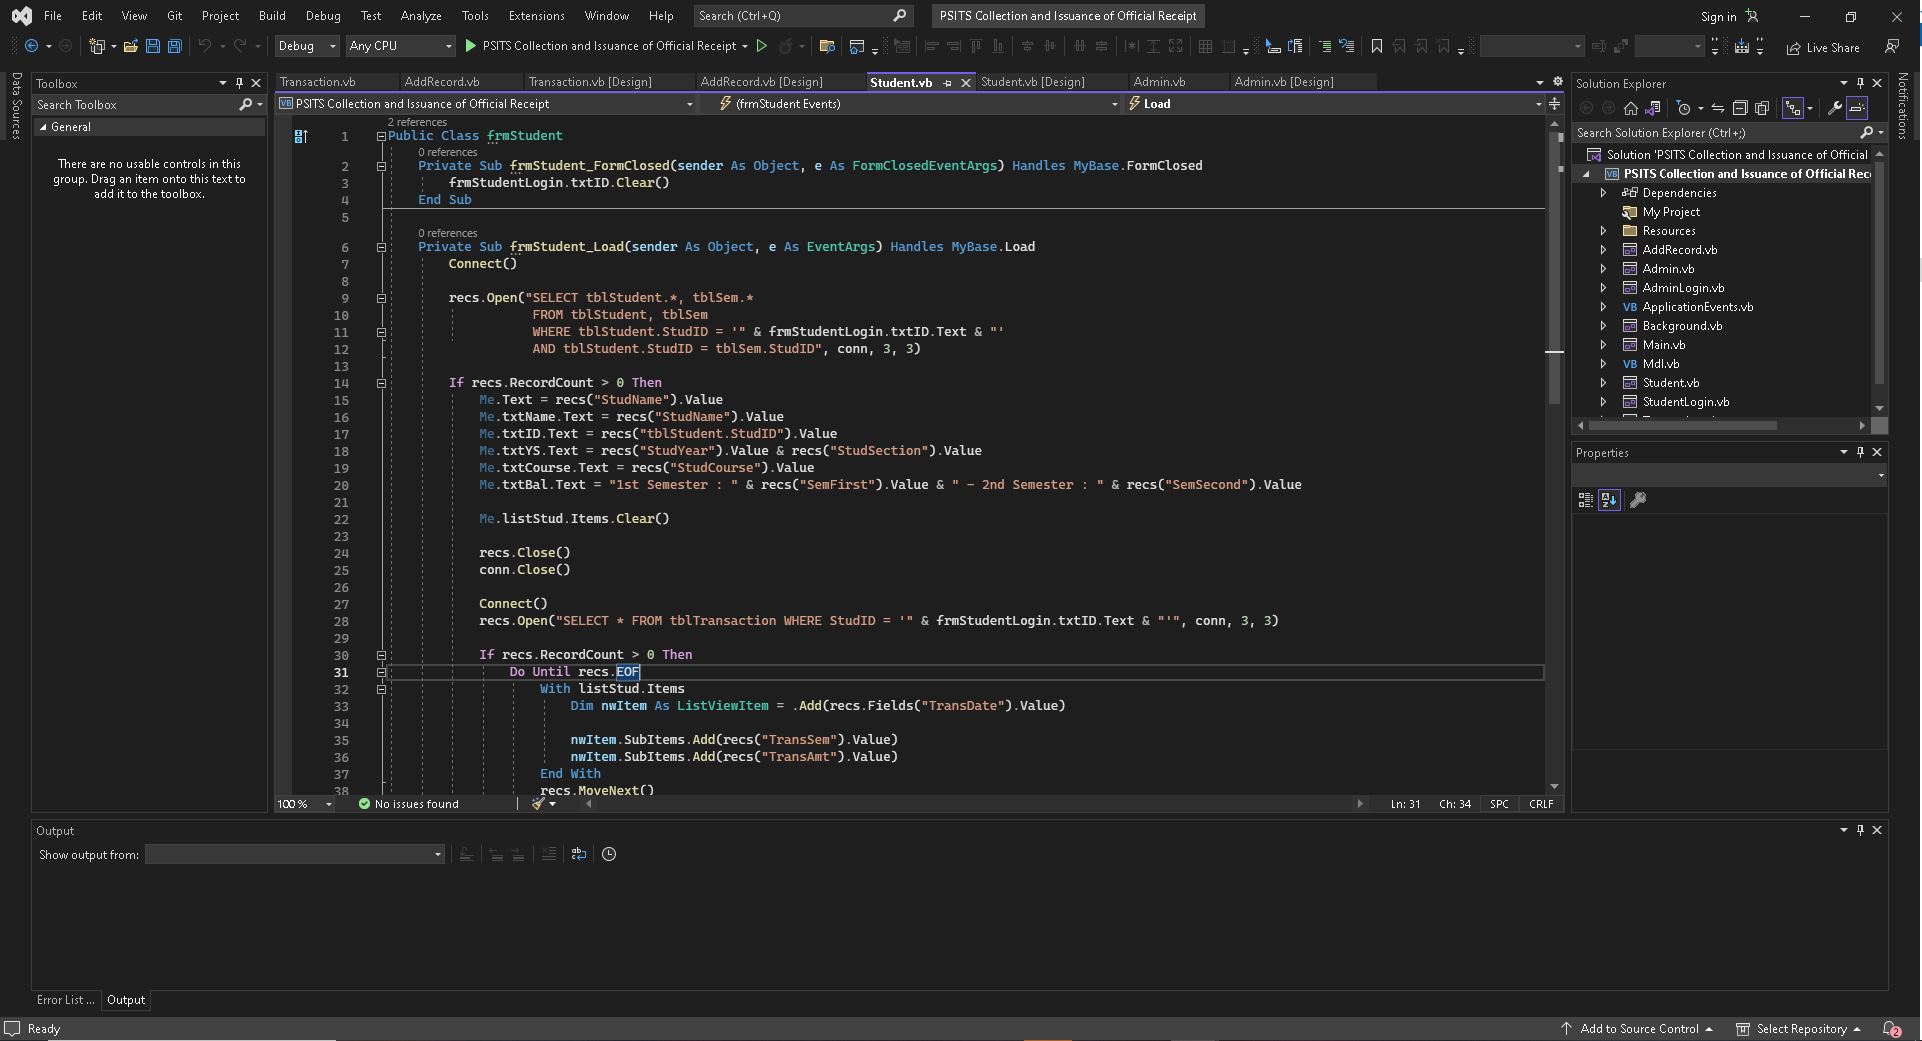 File Edit View Git Project Build Debug Test Analyze Tools Extensions Window Help Search (Ctrl+Q) PSITS Collection and Issuance of Official Receipt Sign in
Debug Any CPU PSITS Collection and Issuance of Official Receipt Live Share
Data Sources
Toolbox
Search Toolbox
General
There are no usable controls in this
group. Drag an item onto this text to
add it to the toolbox.
Transaction.vb AddRecord.vb Transaction.vb [Design] AddRecord.vb [Design] Student.vb Student.vb [Design] Admin.vb Admin.vb [Design]
PSITS Collection and Issuance of Official Receipt (frmStudent Events) Load
2 references
1 Public Class frmStudent
0 references
2 Private Sub frmStudent_FormClosed(sender As Object, e As FormClosedEventArgs) Handles MyBase.FormClosed
3 frmStudentLogin.txtID.Clear()
4 End Sub
5
0 references
6 Private Sub frmStudent_Load(sender As Object, e As EventArgs) Handles MyBase.Load
7 Connect()
8
9 recs.Open("SELECT tblStudent.*, tblSem.*
10 FROM tblStudent, tblSem
11 WHERE tblStudent.StudID = '" & frmStudentLogin.txtID.Text & "'
12 AND tblStudent.StudID = tblSem.StudID", conn, 3, 3)
13
14 If recs.RecordCount > 0 Then
15 Me.Text = recs("StudName").Value
16 Me.txtName.Text = recs("StudName").Value
17 Me.txtID.Text = recs("tblStudent.StudID").Value
18 Me.txtYS.Text = recs("StudYear").Value & recs("StudSection").Value
19 Me.txtCourse.Text = recs("StudCourse").Value
20 Me.txtBal.Text = "1st Semester : " & recs("SemFirst").Value & " - 2nd Semester : " & recs("SemSecond").Value
21
22 Me.listStud.Items.Clear()
23
24 recs.Close()
25 conn.Close()
26
27 Connect()
28 recs.Open("SELECT * FROM tblTransaction WHERE StudID = '" & frmStudentLogin.txtID.Text & "'", conn, 3, 3)
29
30 If recs.RecordCount > 0 Then
31 Do Until recs.EOF
32 With listStud.Items
33 Dim nwItem As ListViewItem = .Add(recs.Fields("TransDate").Value)
34
35 nwItem.SubItems.Add(recs("TransSem").Value)
36 nwItem.SubItems.Add(recs("TransAmt").Value)
37 End With
38 recs.MoveNext()
100 % No issues found Ln: 31 Ch: 34 SPC CRLF
Solution Explorer
Search Solution Explorer (Ctrl+;)
Solution 'PSITS Collection and Issuance of Official
PSITS Collection and Issuance of Official Rec
Dependencies
My Project
Resources
AddRecord.vb
Admin.vb
AdminLogin.vb
ApplicationEvents.vb
Background.vb
Main.vb
Mdl.vb
Student.vb
StudentLogin.vb
Properties
Notifications
Output
Show output from:
Error List ... Output
Ready Add to Source Control Select Repository 2